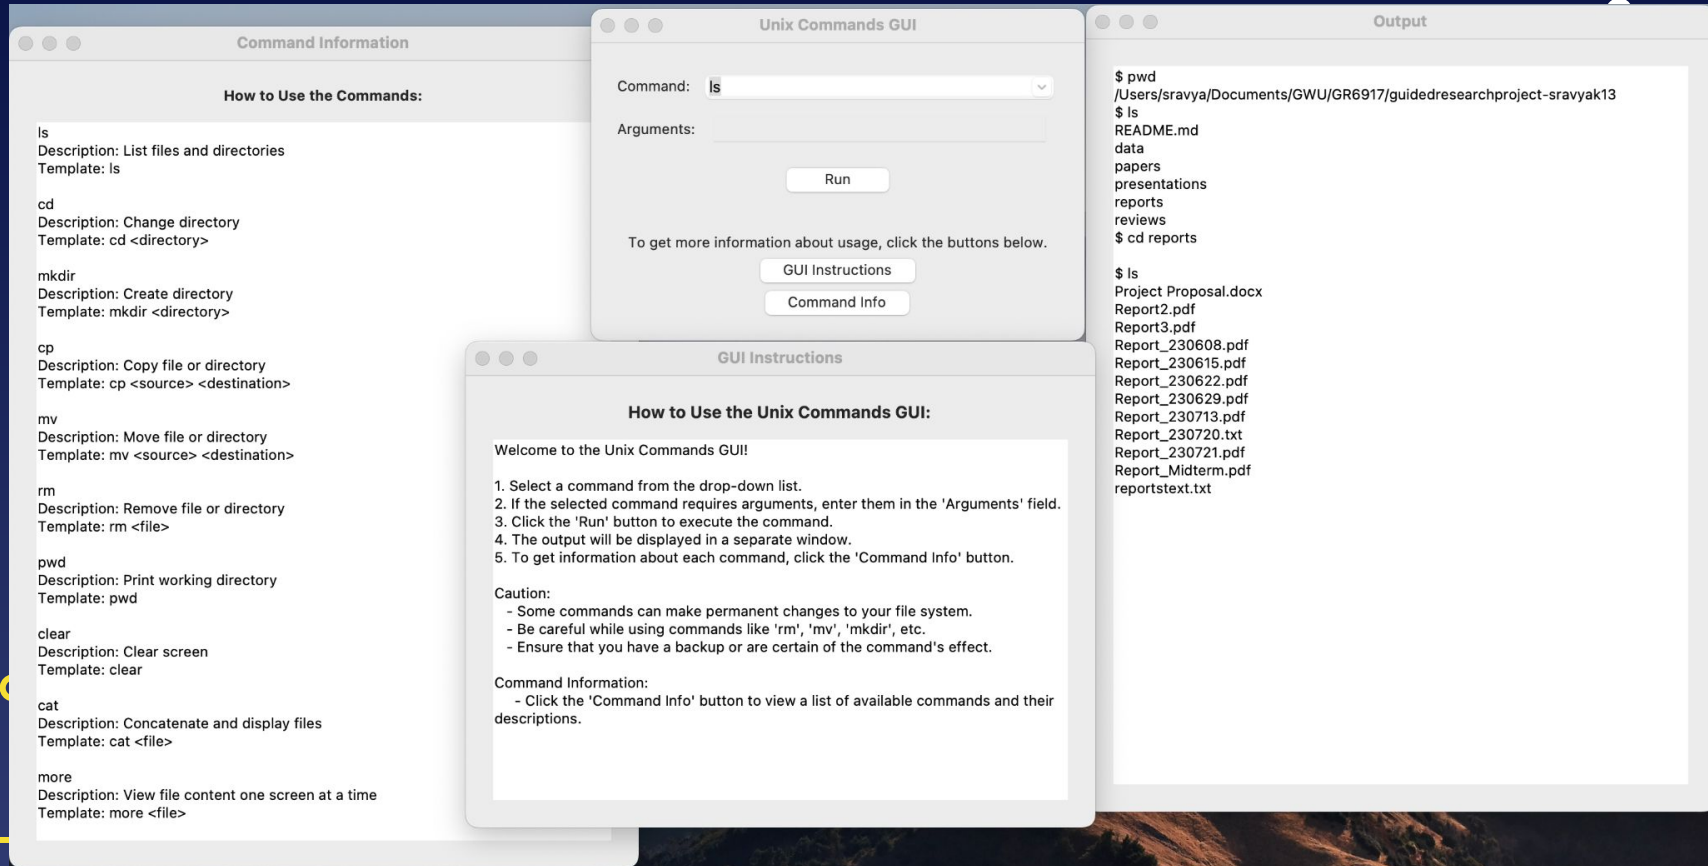 Command Information
How to Use the Commands:
ls
Description: List files and directories
Template: ls
cd
Description: Change directory
Template: cd <directory>
mkdir
Description: Create directory
Template: mkdir <directory>
cp
Description: Copy file or directory
Template: cp <source> <destination>
mv
Description: Move file or directory
Template: mv <source> <destination>
rm
Description: Remove file or directory
Template: rm <file>
pwd
Description: Print working directory
Template: pwd
clear
Description: Clear screen
Template: clear
cat
Description: Concatenate and display files
Template: cat <file>
more
Description: View file content one screen at a time
Template: more <file>
Unix Commands GUI
Command: ls
Arguments:
Run
To get more information about usage, click the buttons below.
GUI Instructions
Command Info
GUI Instructions
How to Use the Unix Commands GUI:
Welcome to the Unix Commands GUI!
1. Select a command from the drop-down list.
2. If the selected command requires arguments, enter them in the 'Arguments' field.
3. Click the 'Run' button to execute the command.
4. The output will be displayed in a separate window.
5. To get information about each command, click the 'Command Info' button.
Caution:
- Some commands can make permanent changes to your file system.
- Be careful while using commands like 'rm', 'mv', 'mkdir', etc.
- Ensure that you have a backup or are certain of the command's effect.
Command Information:
- Click the 'Command Info' button to view a list of available commands and their
descriptions.
Output
$ pwd
/Users/sravya/Documents/GWU/GR6917/guidedresearchproject-sravyak13
$ ls
README.md
data
papers
presentations
reports
reviews
$ cd reports
$ ls
Project Proposal.docx
Report2.pdf
Report3.pdf
Report_230608.pdf
Report_230615.pdf
Report_230622.pdf
Report_230629.pdf
Report_230713.pdf
Report_230720.txt
Report_230721.pdf
Report_Midterm.pdf
reportstext.txt